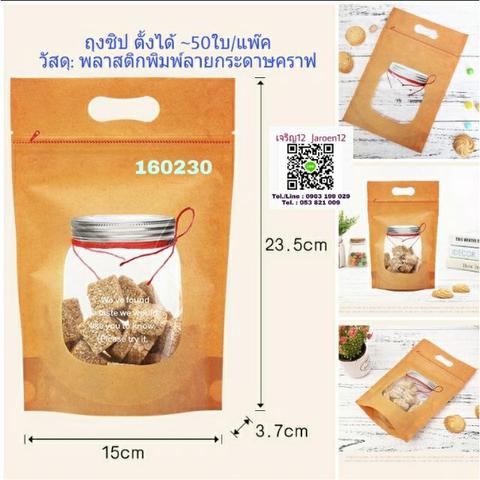 ถุงซิป ตั้งได้ ~50ใบ/แพ๊ค
วัสดุ: พลาสติกพิมพ์ลายกระดาษคราฟ
เจริญ12 Jaroen12
160230
Tel./Line : 0903 199 029
Tel. : 053 821 009
23.5cm
We've found
a taste we would
like you to know.
Please try it.
3.7cm
15cm